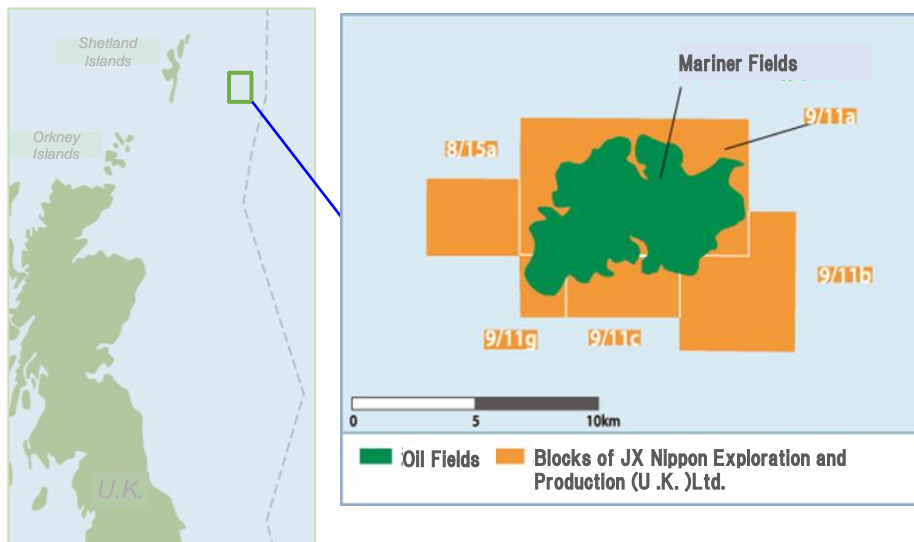 Shetland
Islands
Orkney
Islands
U.K.
Mariner Fields
9/11a
8/15a
9/11b
9/11g
9/11c
0
5
10km
Oil Fields
Blocks of JX Nippon Exploration and
Production (U .K. )Ltd.